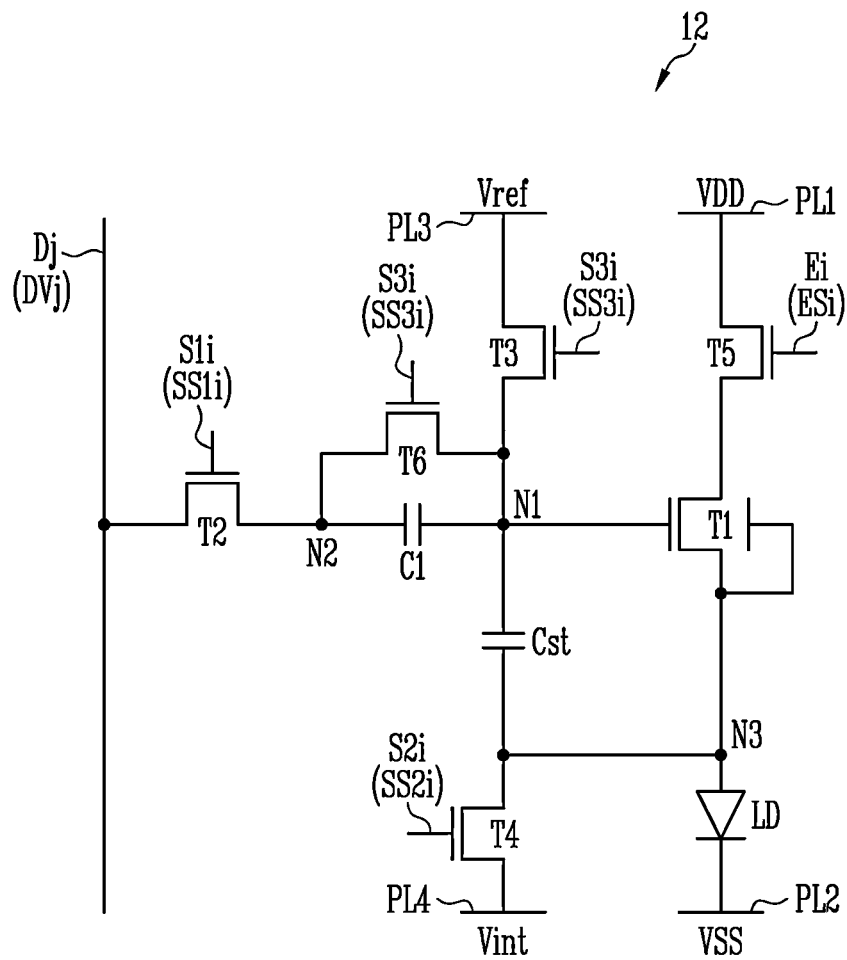 12
Vref
VDD
PL3
PL1
Dj
(DVj)
S3i
(SS3i)
S3i
(SS3i)
Ei
(ESi)
S1i
(SS1i)
T3
T5
T6
T2
N2
C1
N1
T1
Cst
N3
S2i
(SS2i)
T4
LD
PL4
PL2
Vint
VSS